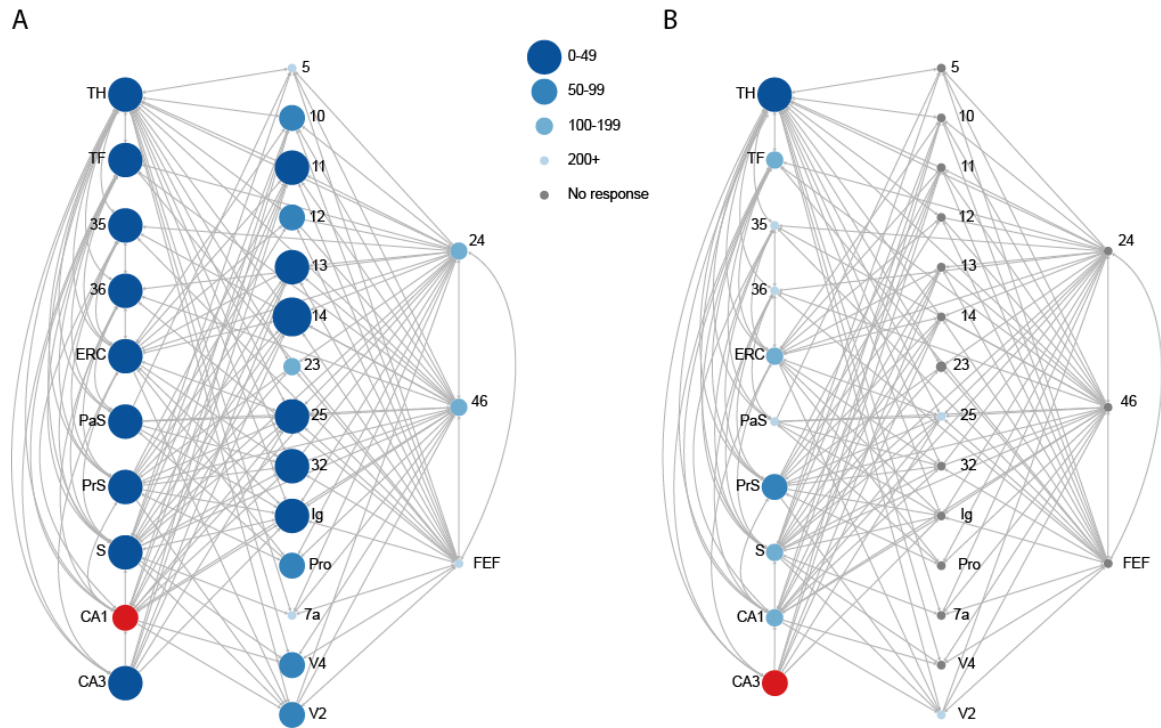 A
TH
TF
35
36
ERC
PaS
PrS
S
CA1
CA3
5
10
11
12
13
14
23
25
32
Ig
Pro
7a
V4
V2
24
46
FEF
0-49
50-99
100-199
200+
No response
B
TH
TF
35
36
ERC
PaS
PrS
S
CA1
CA3
5
10
11
12
13
14
23
25
32
Ig
Pro
7a
V4
V2
24
46
FEF